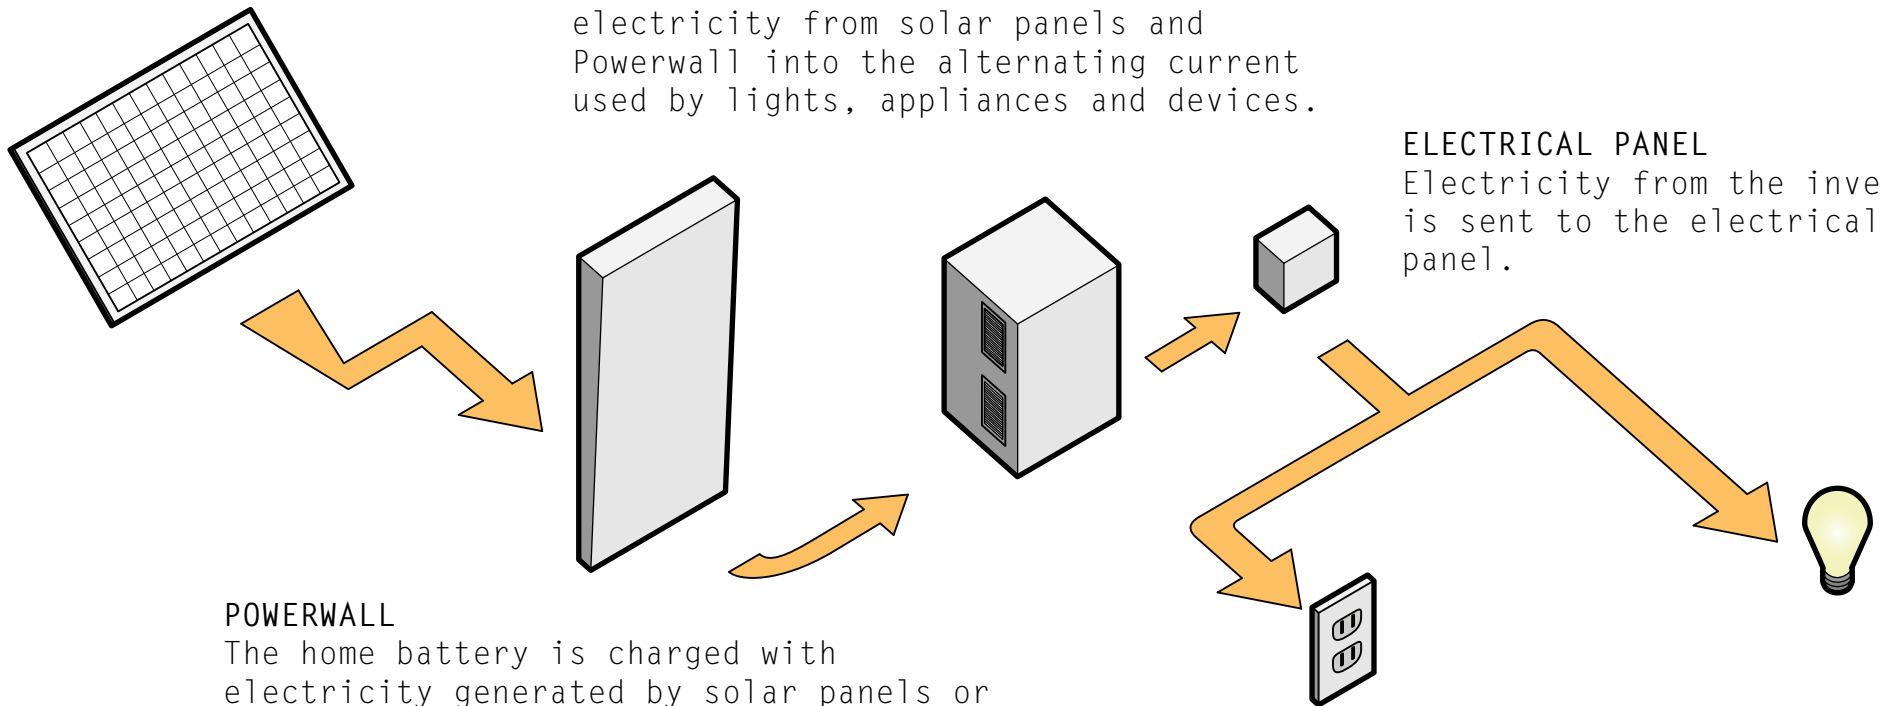 electricity from solar panels and
Powerwall into the alternating current
used by lights, appliances and devices.
ELECTRICAL PANEL
Electricity from the inve
is sent to the electrical
panel.
POWERWALL
The home battery is charged with
electricity generated by solar panels or